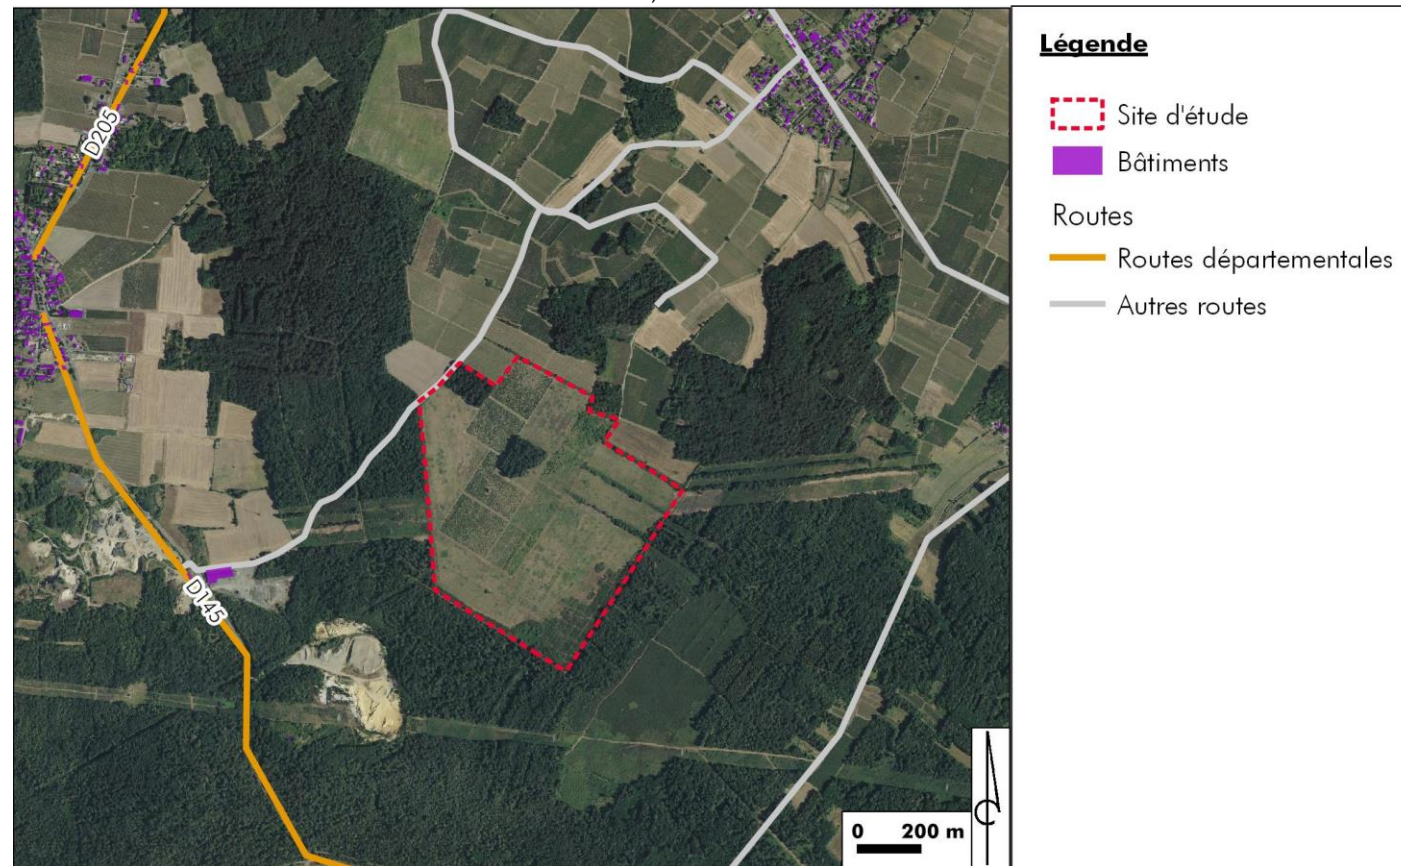 D205
D145
0 200 m
Légende
Site d'étude
Bâtiments
Routes
Routes départementales
Autres routes